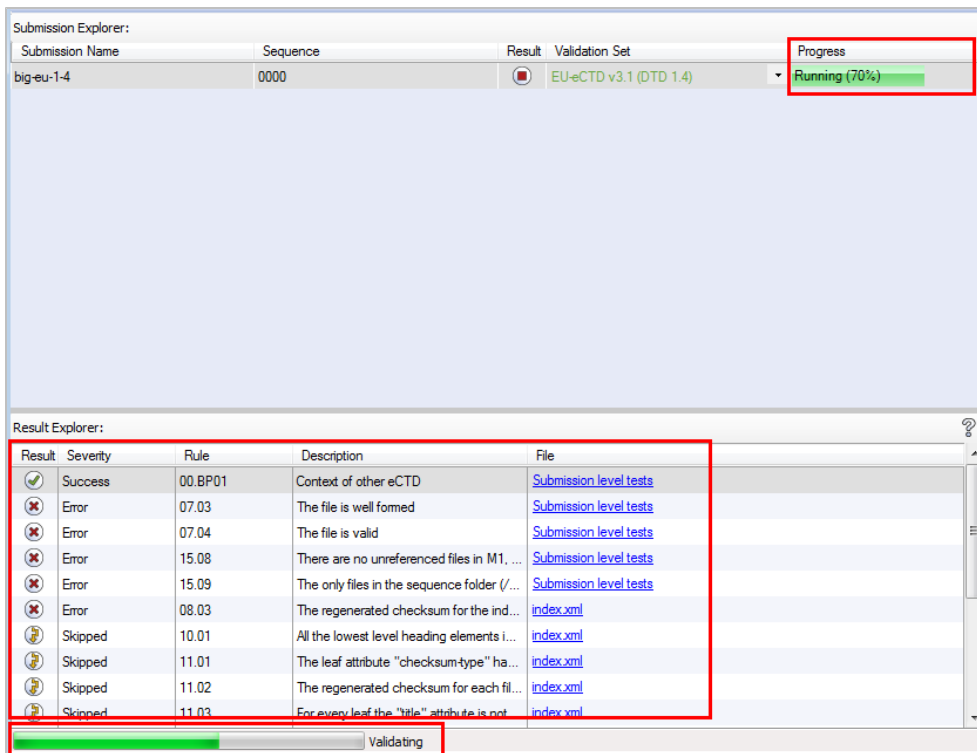 Submission Explorer:
Submission Name Sequence Result Validation Set Progress
big-eu-1-4 0000 EU-eCTD v3.1 (DTD 1.4) Running (70%)
Result Explorer:
Result Severity Rule Description File
Success 00.BP01 Context of other eCTD Submission level tests
Error 07.03 The file is well formed Submission level tests
Error 07.04 The file is valid Submission level tests
Error 15.08 There are no unreferenced files in M1, ... Submission level tests
Error 15.09 The only files in the sequence folder (/... Submission level tests
Error 08.03 The regenerated checksum for the ind... index.xml
Skipped 10.01 All the lowest level heading elements i... index.xml
Skipped 11.01 The leaf attribute "checksum-type" ha... index.xml
Skipped 11.02 The regenerated checksum for each fil... index.xml
Skipped 11.03 For every leaf the "title" attribute is not... index.xml
Validating